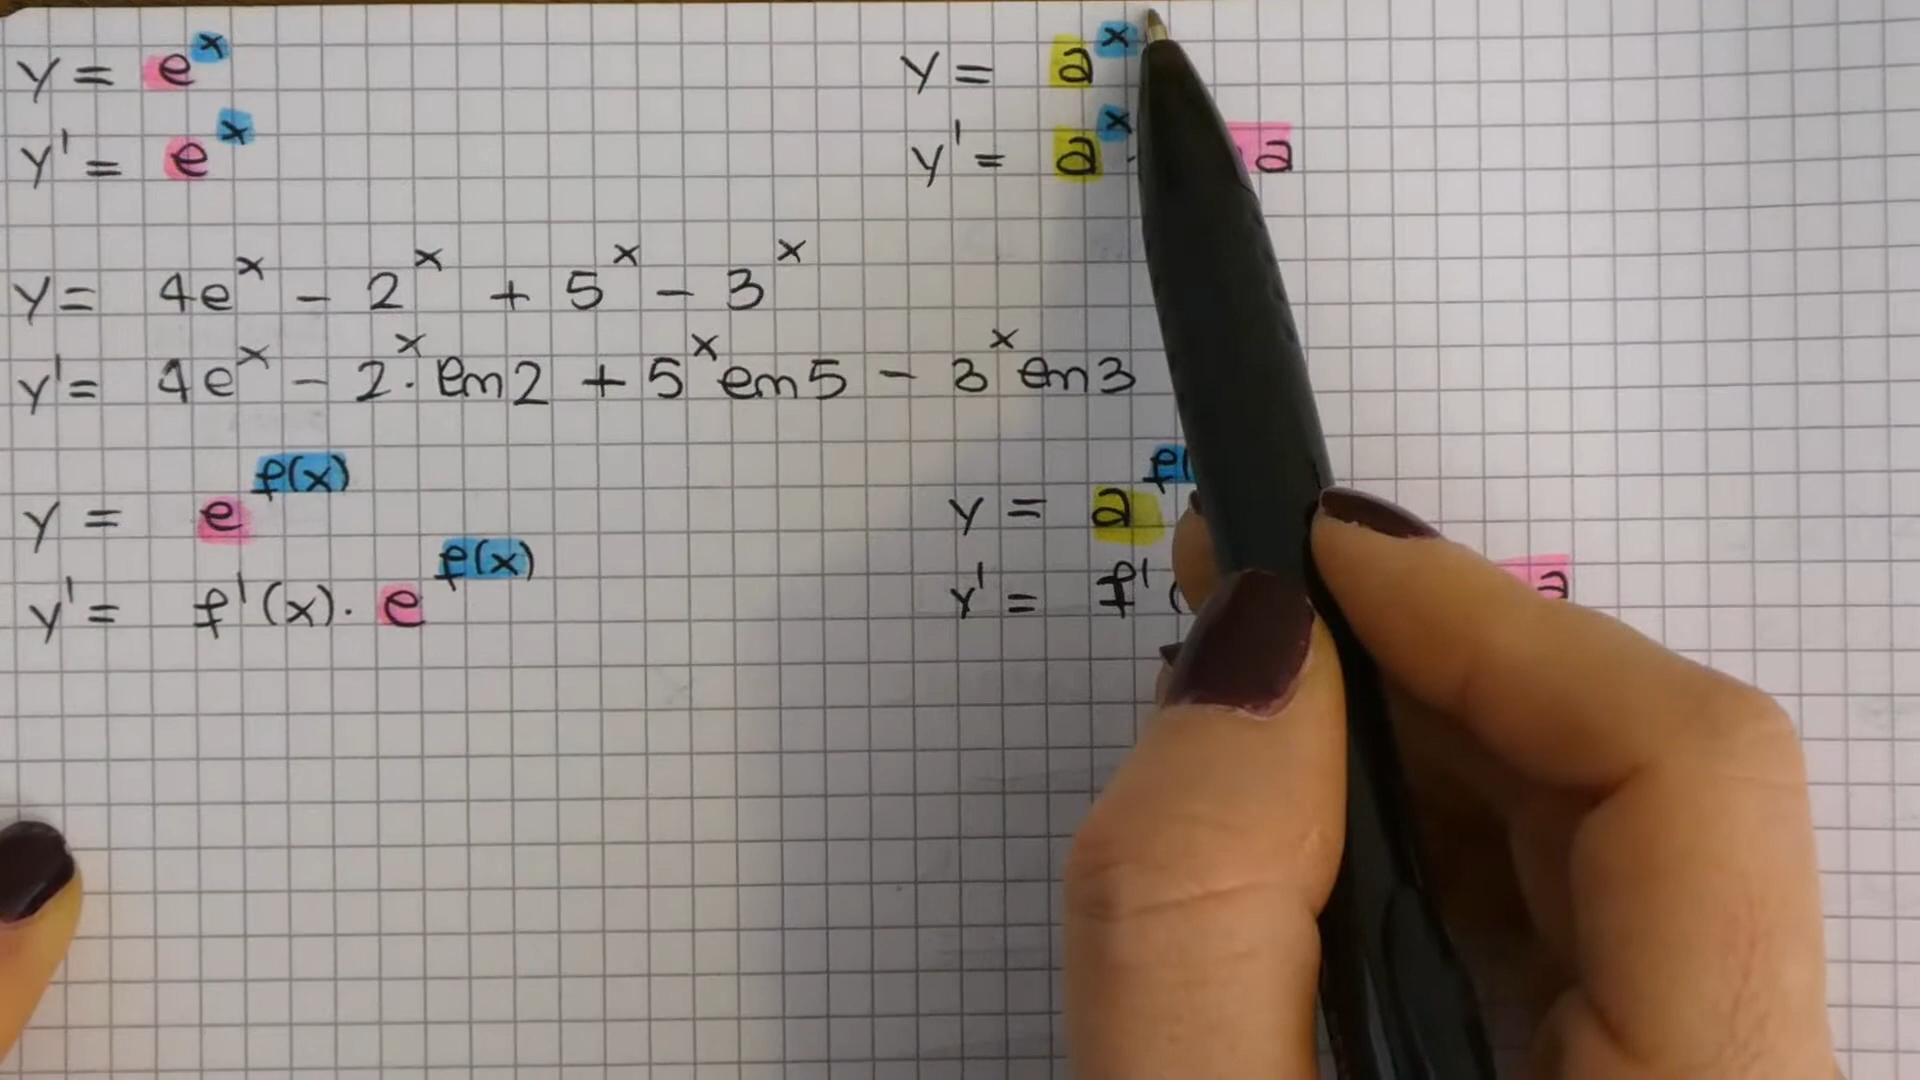 y = e^x
y' = e^x
y = a^x
y' = a^x · a
y = 4e^x - 2^x + 5^x - 3^x
y' = 4e^x - 2^x · ln2 + 5^x ln5 - 3^x ln3
y = e^f(x)
y' = f'(x) · e^f(x)
y = a^f(
y' = f'( a